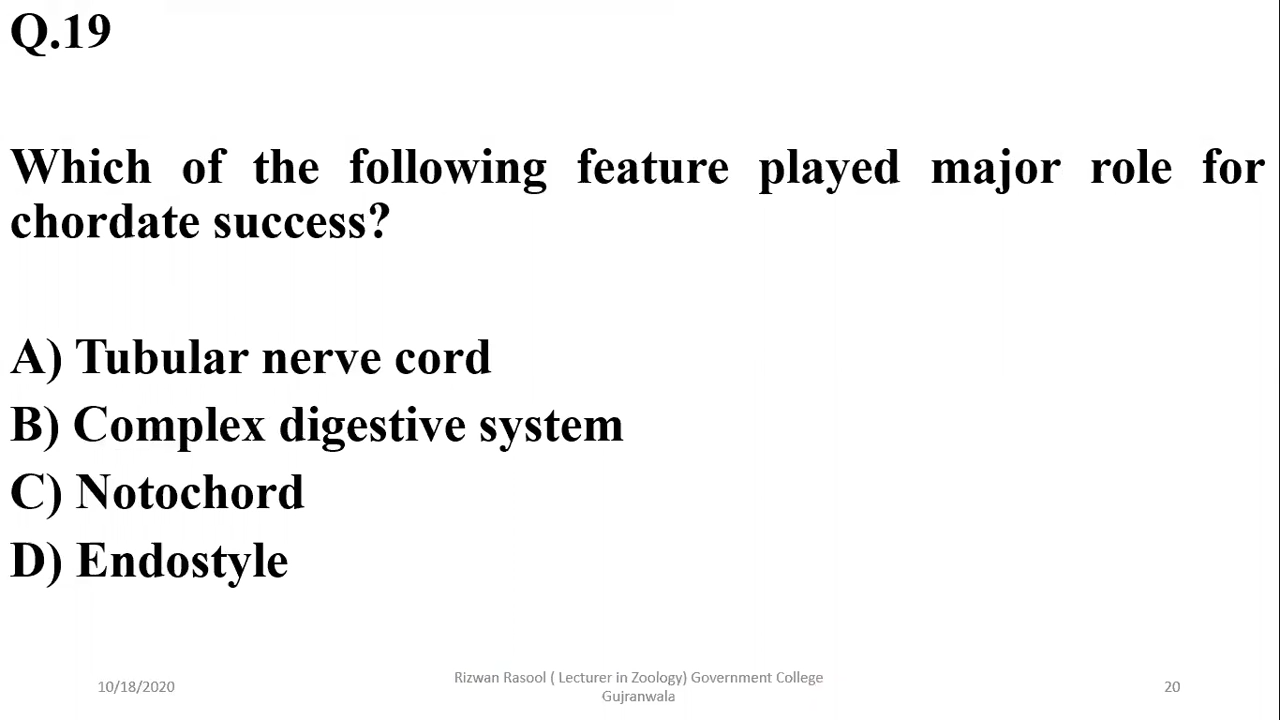 Q.19
Which of the following feature played major role for
chordate success?
A) Tubular nerve cord
B) Complex digestive system
C) Notochord
D) Endostyle
10/18/2020
Rizwan Rasool ( Lecturer in Zoology) Government College
Gujranwala
20